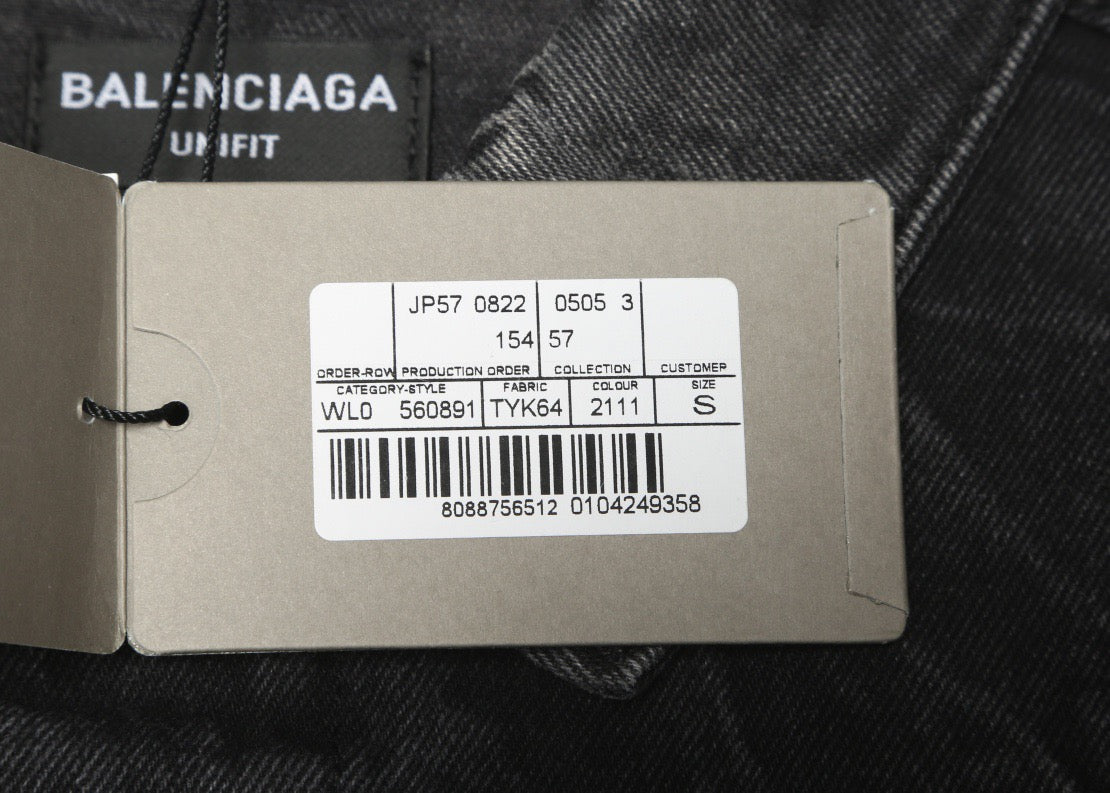 BALENCIAGA
UNIFIT
JP57 0822 0505 3
154 57
ORDER-ROW PRODUCTION ORDER COLLECTION CUSTOMER
CATEGORY-STYLE FABRIC COLOUR SIZE
WL0 560891 TYK64 2111 S
8088756512 0104249358